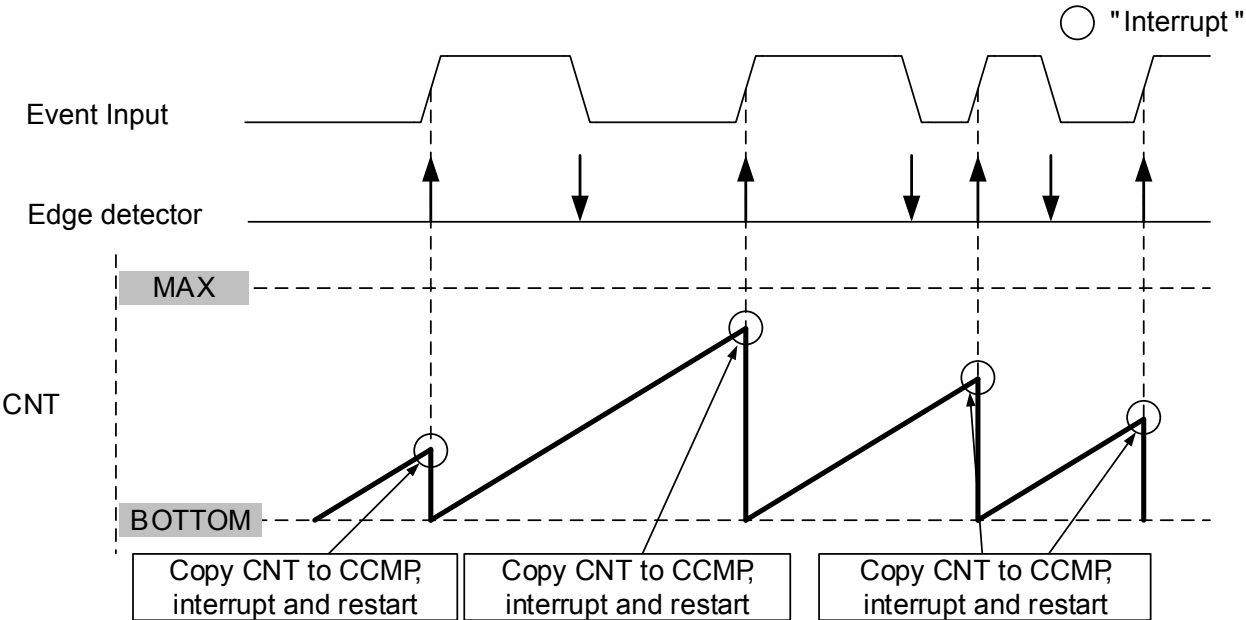 "Interrupt"
Event Input
Edge detector
MAX
CNT
BOTTOM
Copy CNT to CCMP,
interrupt and restart
Copy CNT to CCMP,
interrupt and restart
Copy CNT to CCMP,
interrupt and restart